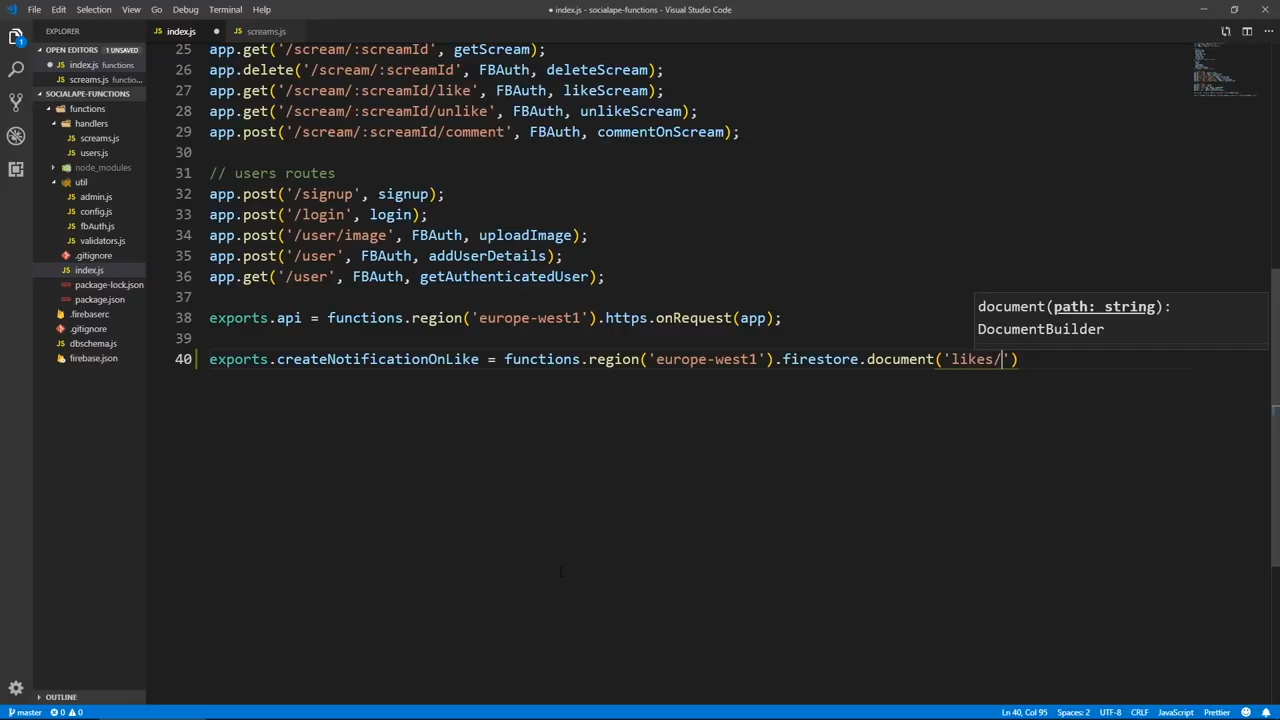 File Edit Selection View Go Debug Terminal Help
● index.js - socialape-functions - Visual Studio Code
EXPLORER
index.js
screams.js
OPEN EDITORS 1 UNSAVED
index.js functions
screams.js functio...
SOCIALAPE-FUNCTIONS
functions
handlers
screams.js
users.js
node_modules
util
admin.js
config.js
fbAuth.js
validators.js
.gitignore
index.js
package-lock.json
package.json
.firebaserc
.gitignore
dbschema.js
firebase.json
OUTLINE
25 app.get('/scream/:screamId', getScream);
26 app.delete('/scream/:screamId', FBAuth, deleteScream);
27 app.get('/scream/:screamId/like', FBAuth, likeScream);
28 app.get('/scream/:screamId/unlike', FBAuth, unlikeScream);
29 app.post('/scream/:screamId/comment', FBAuth, commentOnScream);
30
31 // users routes
32 app.post('/signup', signup);
33 app.post('/login', login);
34 app.post('/user/image', FBAuth, uploadImage);
35 app.post('/user', FBAuth, addUserDetails);
36 app.get('/user', FBAuth, getAuthenticatedUser);
37
38 exports.api = functions.region('europe-west1').https.onRequest(app);
39
40 exports.createNotificationOnLike = functions.region('europe-west1').firestore.document('likes/')
document(path: string):
DocumentBuilder
1
master 0 0
Ln 40, Col 95 Spaces: 2 UTF-8 CRLF JavaScript Prettier